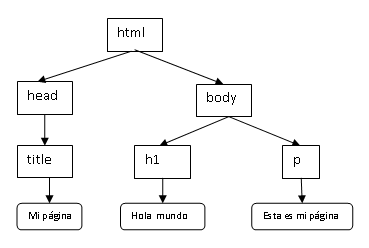 html
head
body
title
h1
p
Mi página
Hola mundo
Esta es mi página